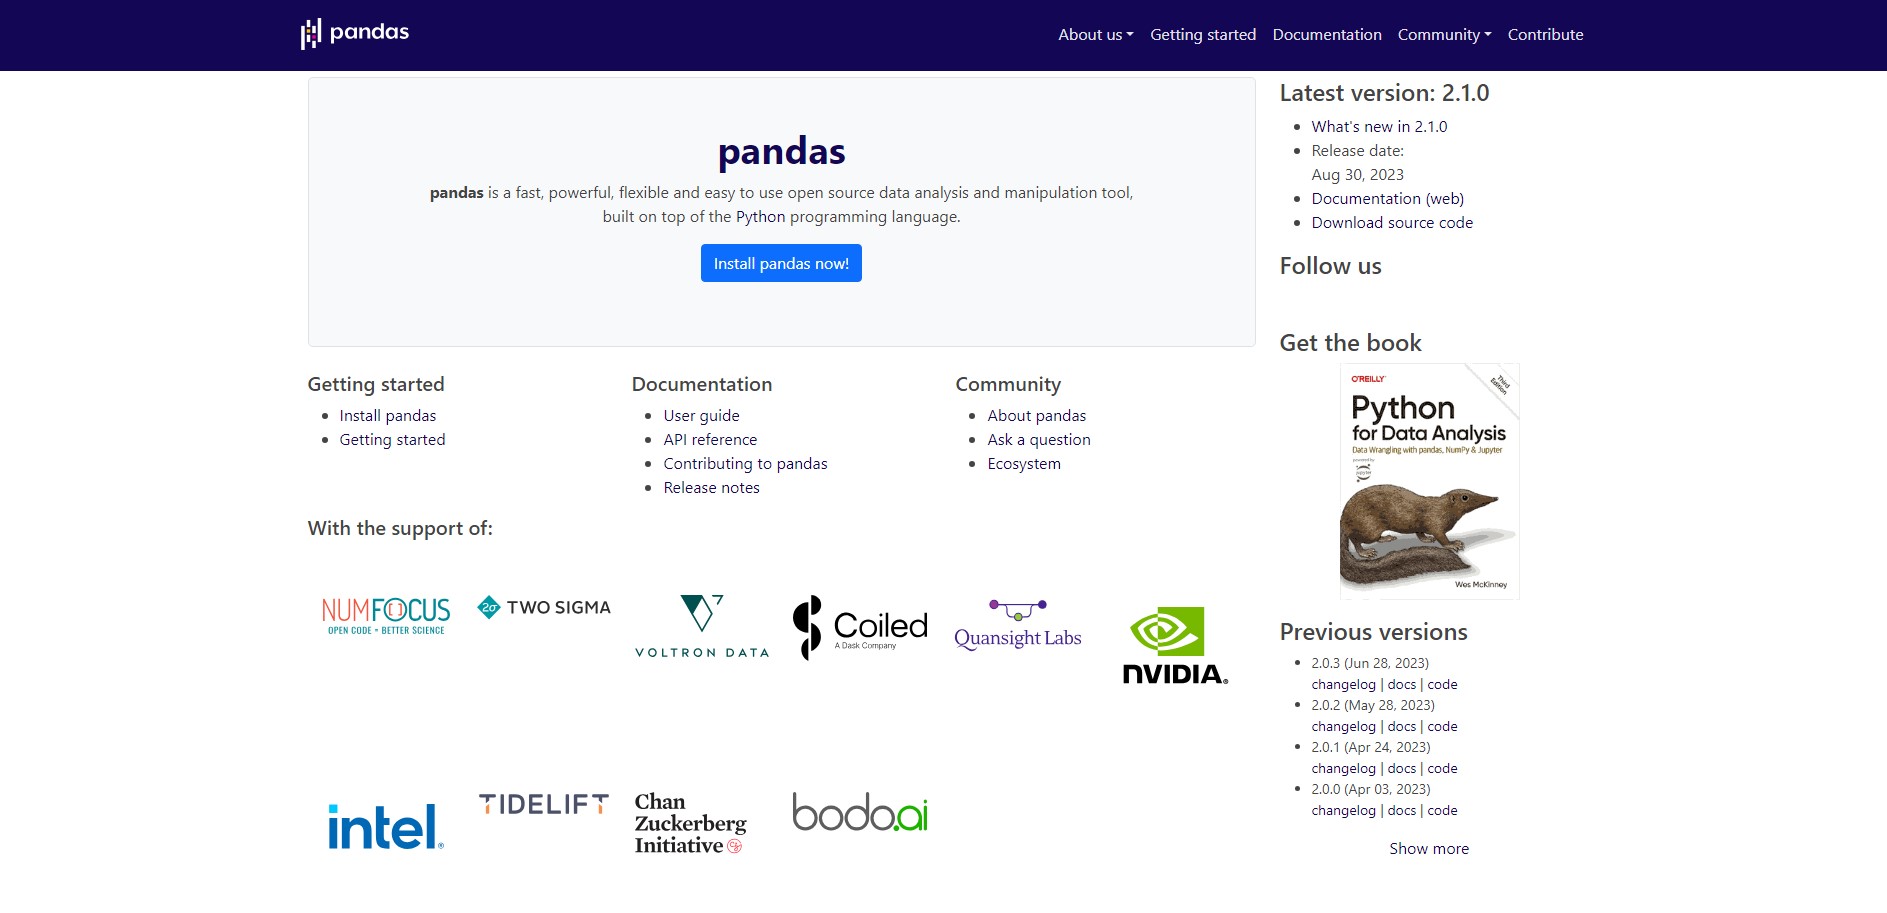 pandas
About us
Getting started
Documentation
Community
Contribute
pandas
pandas is a fast, powerful, flexible and easy to use open source data analysis and manipulation tool,
built on top of the Python programming language.
Install pandas now!
Getting started
Install pandas
Getting started
Documentation
User guide
API reference
Contributing to pandas
Release notes
Community
About pandas
Ask a question
Ecosystem
With the support of:
NUMFOCUS
OPEN CODE = BETTER SCIENCE
2σ TWO SIGMA
VOLTRON DATA
Coiled
A Dask Company
Quansight Labs
NVIDIA.
intel.
TIDELIFT
Chan
Zuckerberg
Initiative
bodo.ai
Latest version: 2.1.0
What's new in 2.1.0
Release date:
Aug 30, 2023
Documentation (web)
Download source code
Follow us
Get the book
O'REILLY
Third
Edition
Python
for Data Analysis
Data Wrangling with pandas, NumPy & Jupyter
powered by
jupyter
Wes McKinney
Previous versions
2.0.3 (Jun 28, 2023)
changelog | docs | code
2.0.2 (May 28, 2023)
changelog | docs | code
2.0.1 (Apr 24, 2023)
changelog | docs | code
2.0.0 (Apr 03, 2023)
changelog | docs | code
Show more